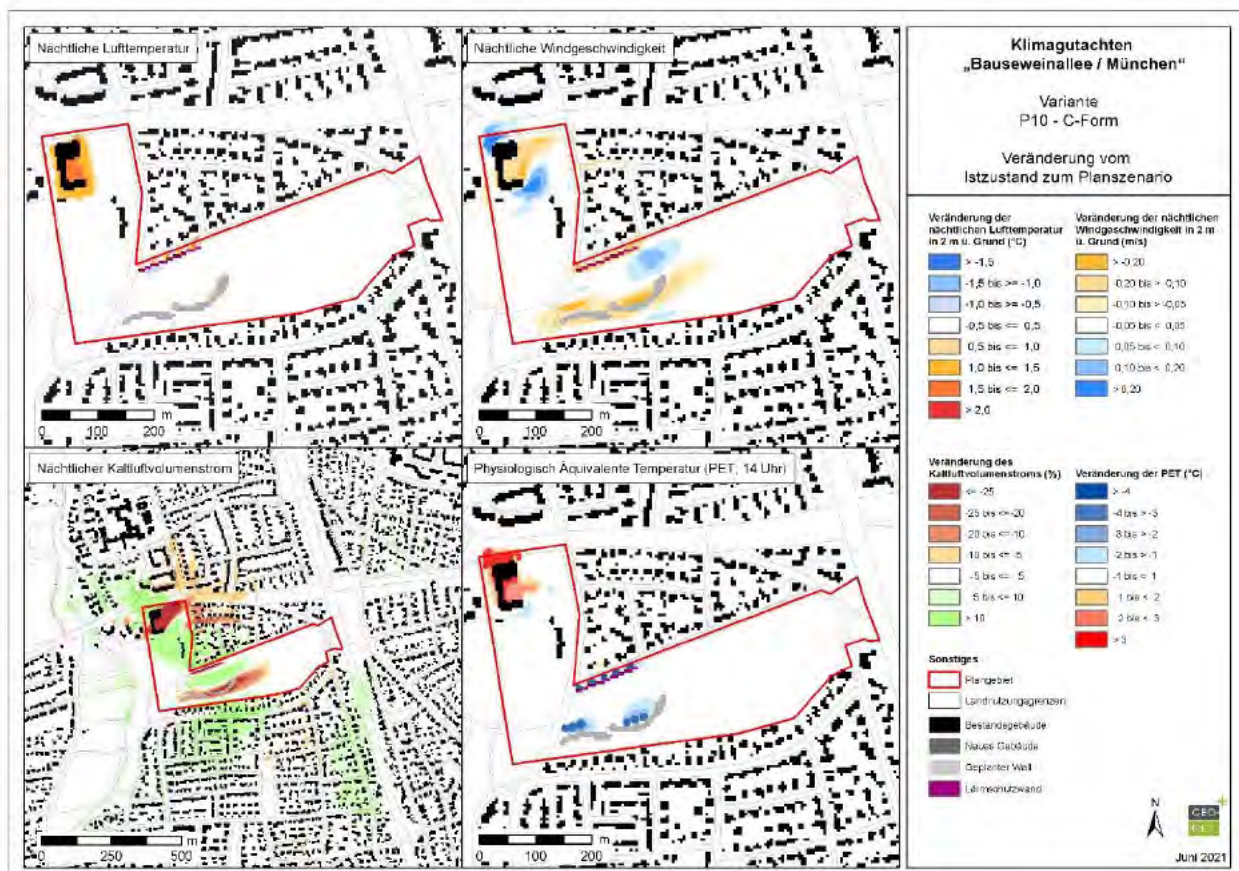 Nächtliche Lufttemperatur
Nächtliche Windgeschwindigkeit
0 100 200 m
0 100 200 m
Nächtlicher Kaltluftvolumenstrom
Physiologisch Äquivalente Temperatur (PET; 14 Uhr)
0 250 500 m
0 100 200 m
Klimagutachten
„Bauseweinallee / München“
Variante
P10 - C-Form
Veränderung vom
Istzustand zum Planszenario
Veränderung der
nächtlichen Lufttemperatur
in 2 m ü. Grund (°C)
> -1,5
-1,5 bis >= -1,0
-1,0 bis >= -0,5
-0,5 bis <= 0,5
0,5 bis <= 1,0
1,0 bis <= 1,5
1,5 bis <= 2,0
> 2,0
Veränderung der nächtlichen
Windgeschwindigkeit in 2 m
ü. Grund (m/s)
> -0,20
-0,20 bis > -0,10
-0,10 bis > -0,05
-0,05 bis < 0,05
0,05 bis < 0,10
0,10 bis < 0,20
> 0,20
Veränderung des
Kaltluftvolumenstroms (%)
<= -25
-25 bis <= -20
-20 bis <= -10
-10 bis <= -5
-5 bis <= 5
5 bis <= 10
> 10
Veränderung der PET (°C)
> -4
-4 bis > -3
-3 bis > -2
-2 bis > -1
-1 bis < 1
1 bis < 2
2 bis < 3
> 3
Sonstiges
Plangebiet
Landnutzungsgrenzen
Bestandsgebäude
Neues Gebäude
Geplanter Wall
Lärmschutzwand
N
GEO
NET
Juni 2021